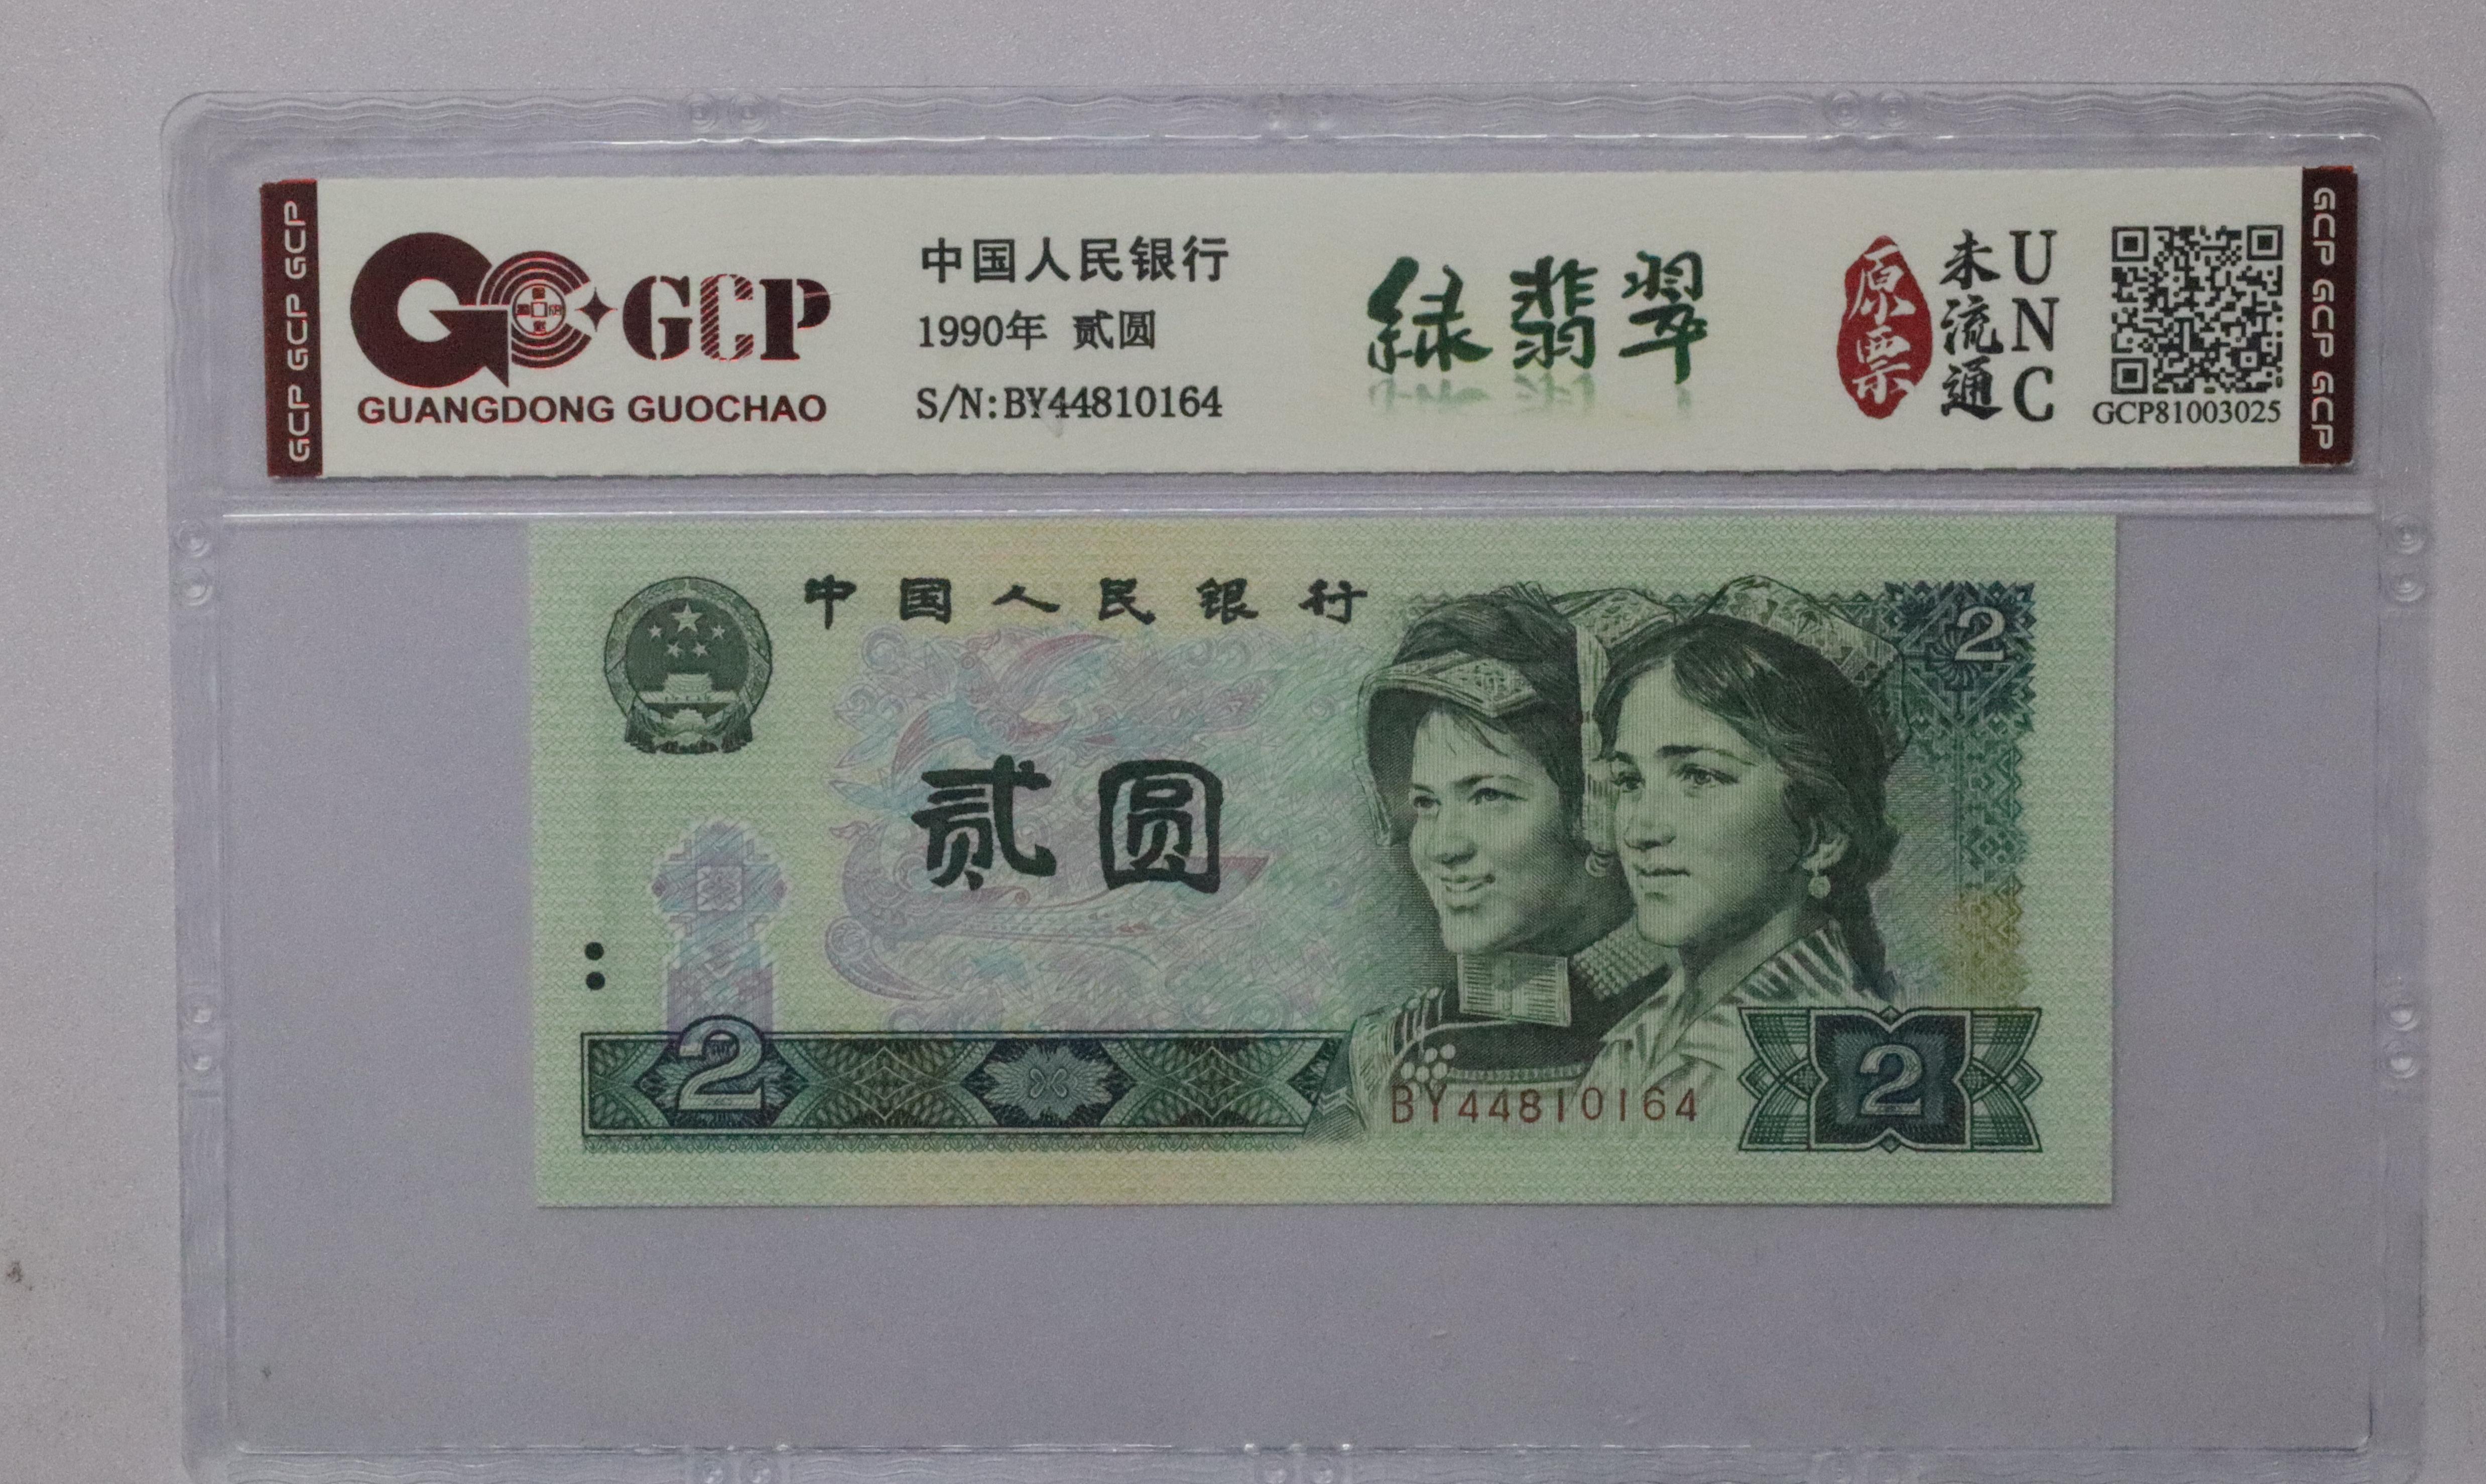 GCP GCP GCP
GCP
GUANGDONG GUOCHAO
中国人民银行
1990年 贰圆
S/N:BY44810164
绿翡翠
原票
未流通
UNC
GCP81003025
GCP GCP GCP
中国人民银行
2
贰圆
2
BY44810164
2